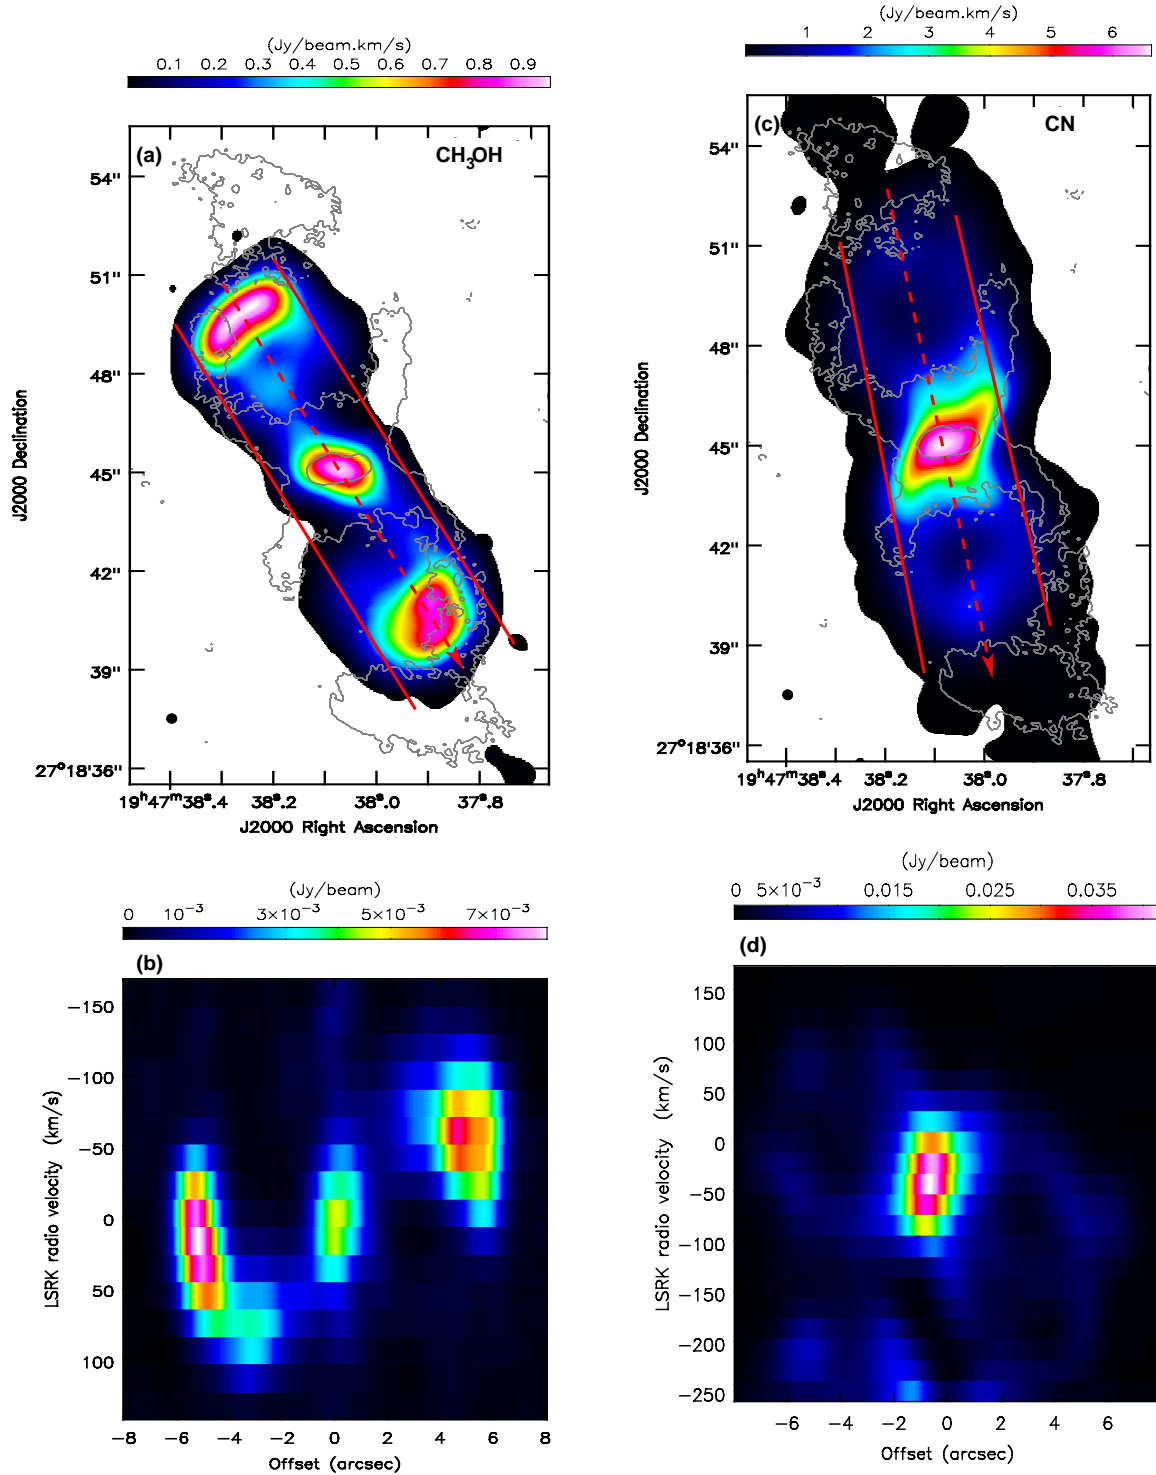 (Jy/beam.km/s)
0.1 0.2 0.3 0.4 0.5 0.6 0.7 0.8 0.9
(a) CH₃OH
54"
51"
48"
45"
42"
39"
27°18'36"
J2000 Declination
19ʰ47ᵐ38ˢ.4 38ˢ.2 38ˢ.0 37ˢ.8
J2000 Right Ascension
(Jy/beam.km/s)
1 2 3 4 5 6
(c) CN
54"
51"
48"
45"
42"
39"
27°18'36"
J2000 Declination
19ʰ47ᵐ38ˢ.4 38ˢ.2 38ˢ.0 37ˢ.8
J2000 Right Ascension
(Jy/beam)
0 10⁻³ 3×10⁻³ 5×10⁻³ 7×10⁻³
(b)
−150
−100
−50
0
50
100
LSRK radio velocity (km/s)
−8 −6 −4 −2 0 2 4 6 8
Offset (arcsec)
(Jy/beam)
0 5×10⁻³ 0.015 0.025 0.035
(d)
150
100
50
0
−50
−100
−150
−200
−250
LSRK radio velocity (km/s)
−6 −4 −2 0 2 4 6
Offset (arcsec)